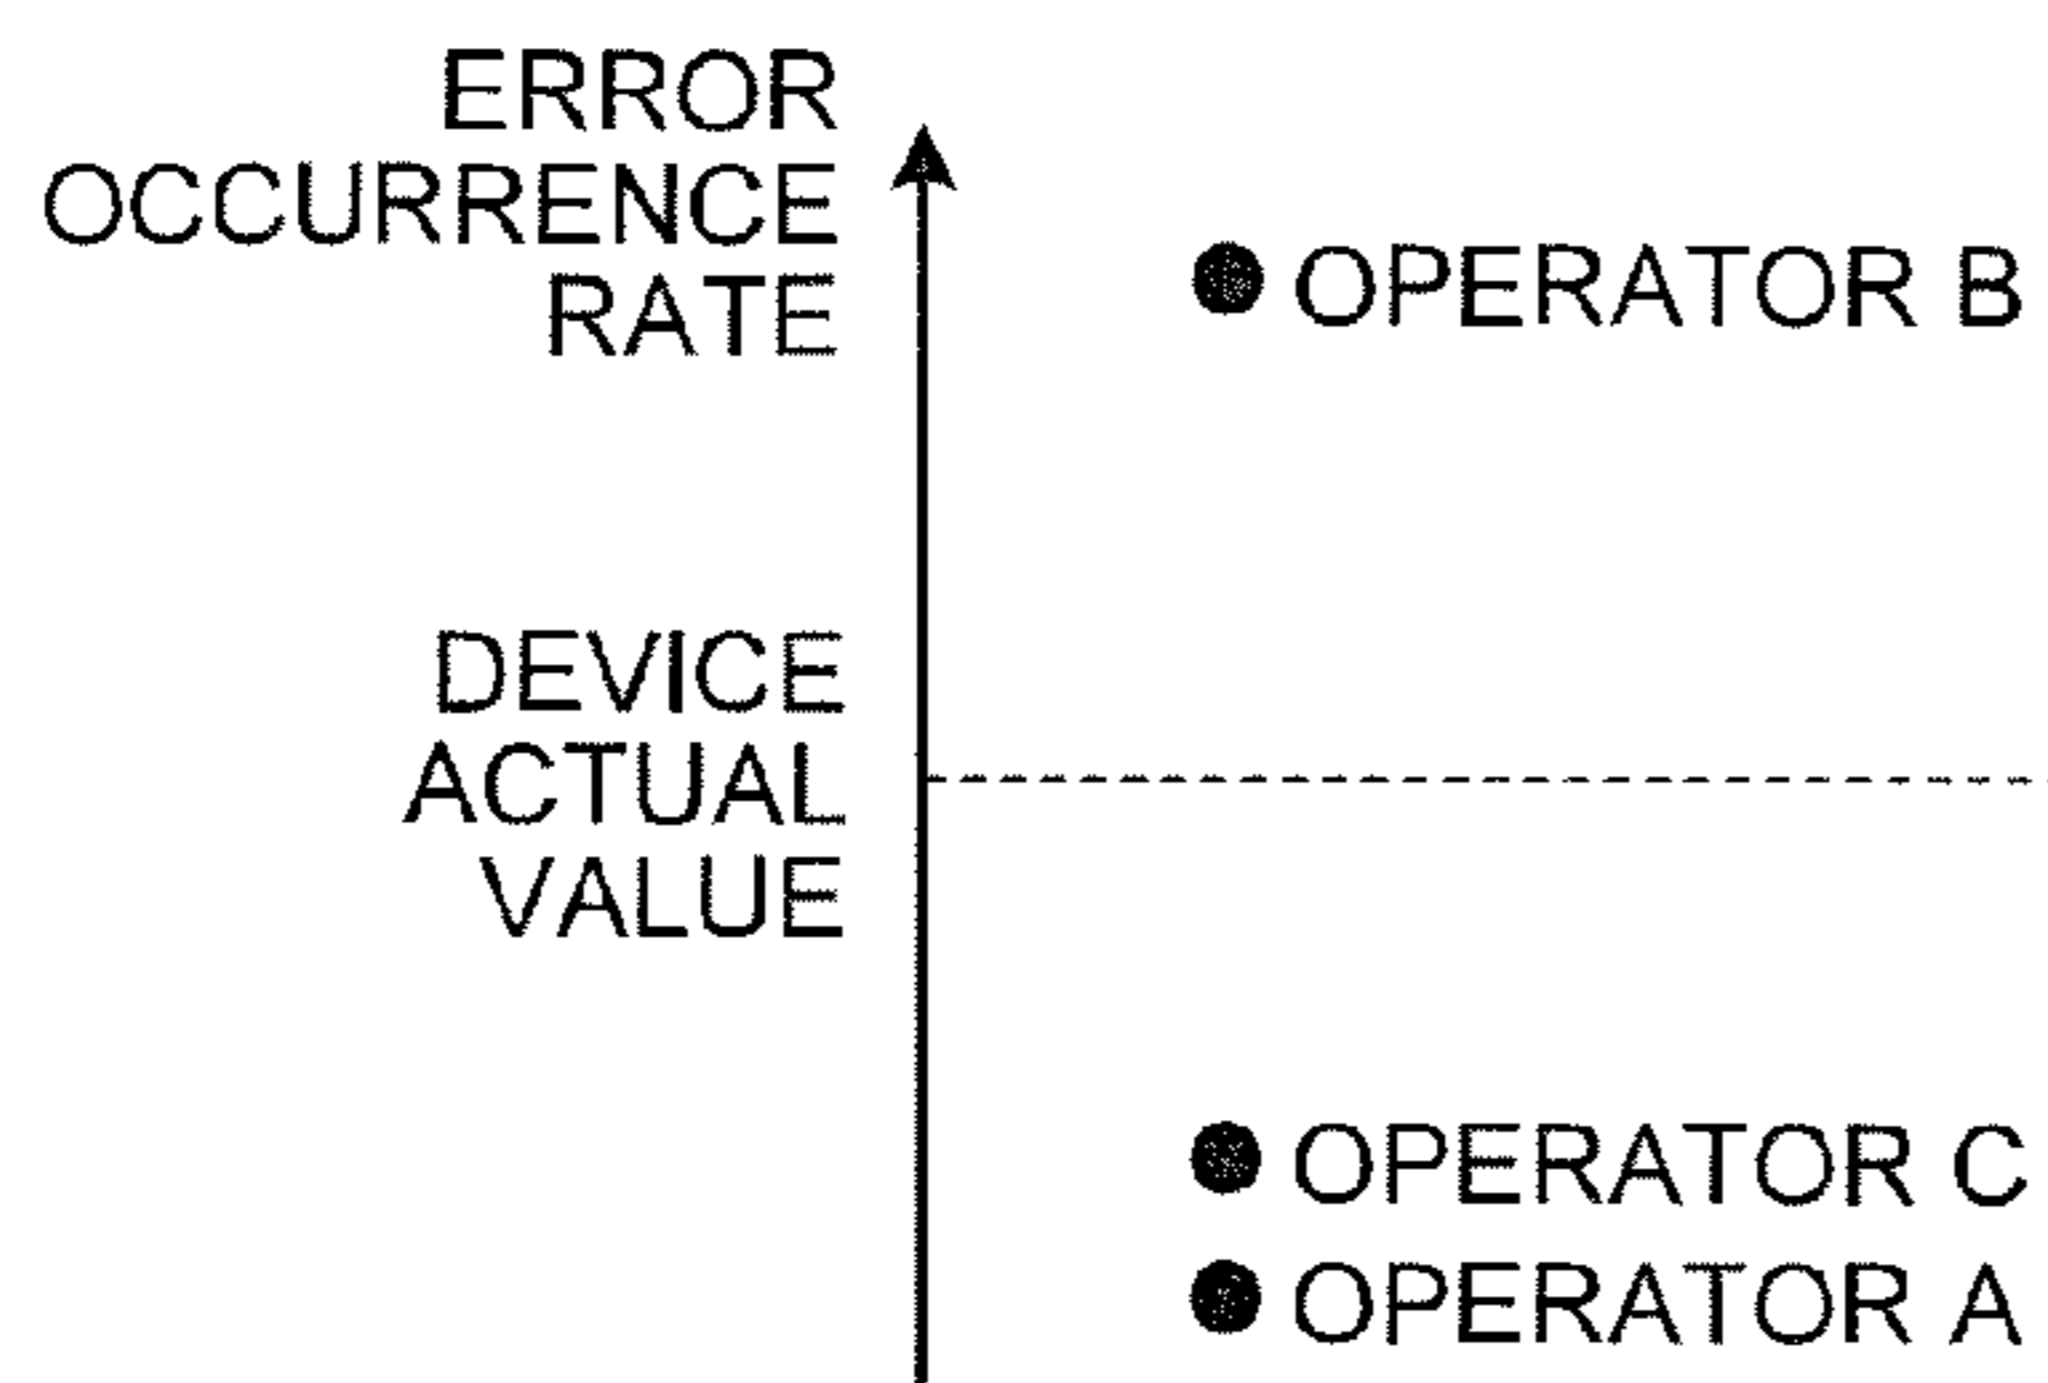 ERROR
OCCURRENCE
RATE
OPERATOR B
DEVICE
ACTUAL
VALUE
OPERATOR C
OPERATOR A